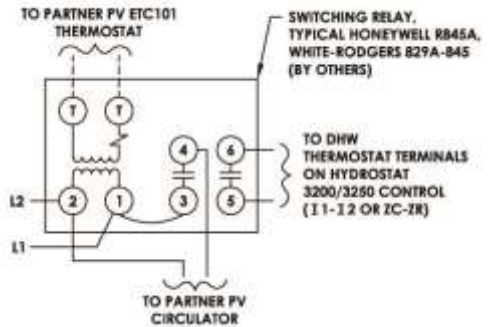 TO PARTNER PV ETC101
THERMOSTAT
SWITCHING RELAY,
TYPICAL HONEYWELL R845A,
WHITE-RODGERS 829A-845
(BY OTHERS)
T T
4 6
TO DHW
THERMOSTAT TERMINALS
ON HYDROSTAT
3200/3250 CONTROL
(I1-I2 OR ZC-ZR)
L2 2 1 3 5
L1
TO PARTNER PV
CIRCULATOR